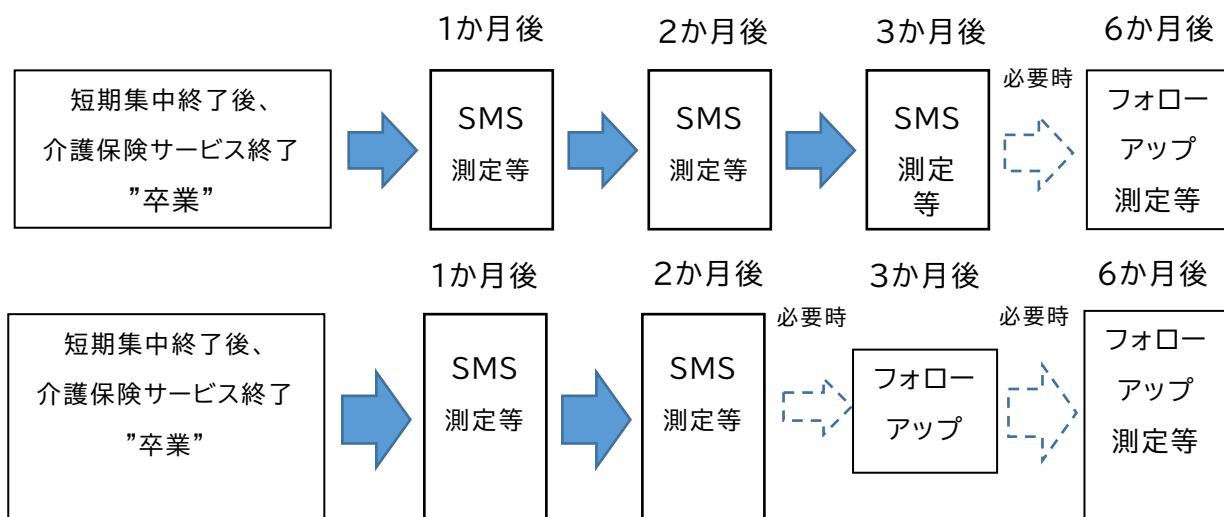 1か月後
2か月後
3か月後
6か月後
短期集中終了後、
介護保険サービス終了
”卒業”
SMS
測定等
SMS
測定等
SMS
測定
等
必要時
フォロー
アップ
測定等
1か月後
2か月後
3か月後
6か月後
短期集中終了後、
介護保険サービス終了
”卒業”
SMS
測定等
SMS
測定等
必要時
フォロー
アップ
必要時
フォロー
アップ
測定等